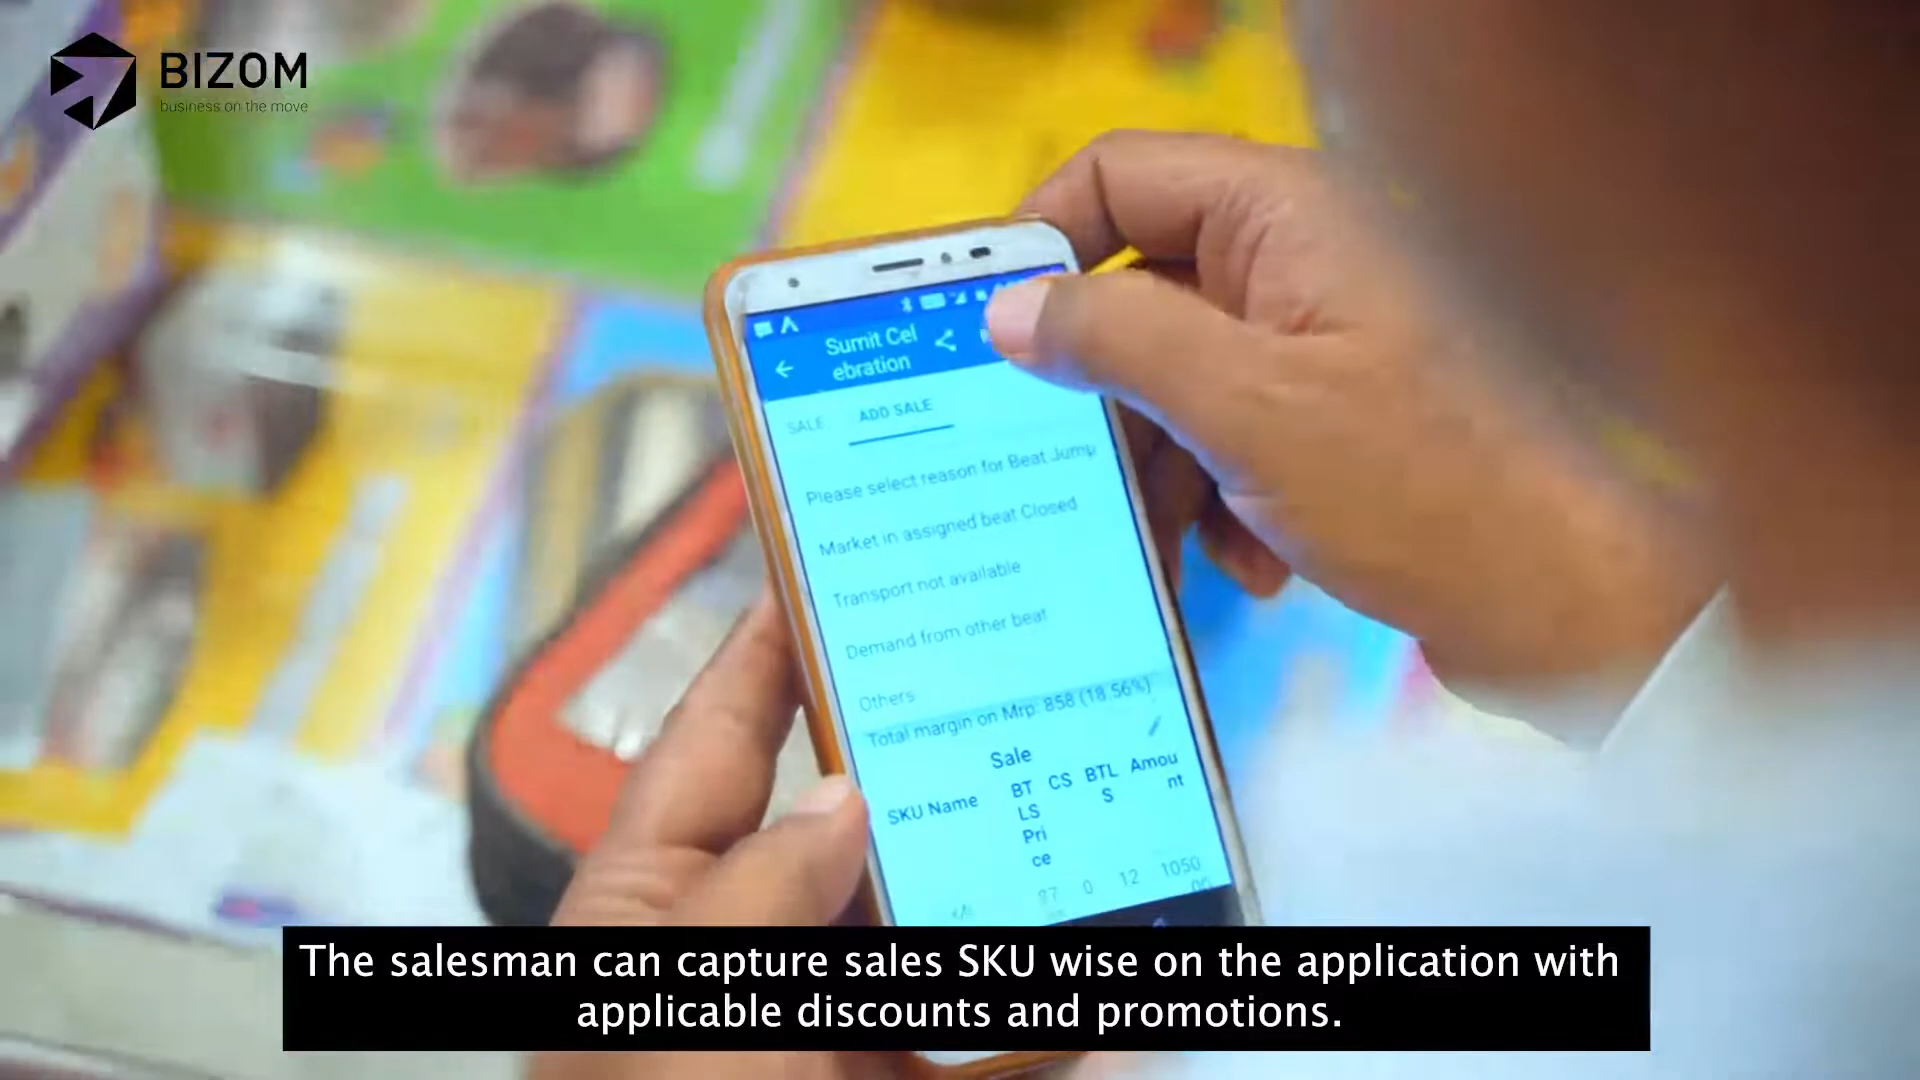 BIZOM
business on the move
Sumit Cel
ebration
SALE
ADD SALE
Please select reason for Beat Jump
Market in assigned beat Closed
Transport not available
Demand from other beat
Others
Total margin on Mrp: 858 (18.56%)
Sale
SKU Name
BT
LS
Pri
ce
CS
BTL
S
Amou
nt
0
12
1050
The salesman can capture sales SKU wise on the application with
applicable discounts and promotions.